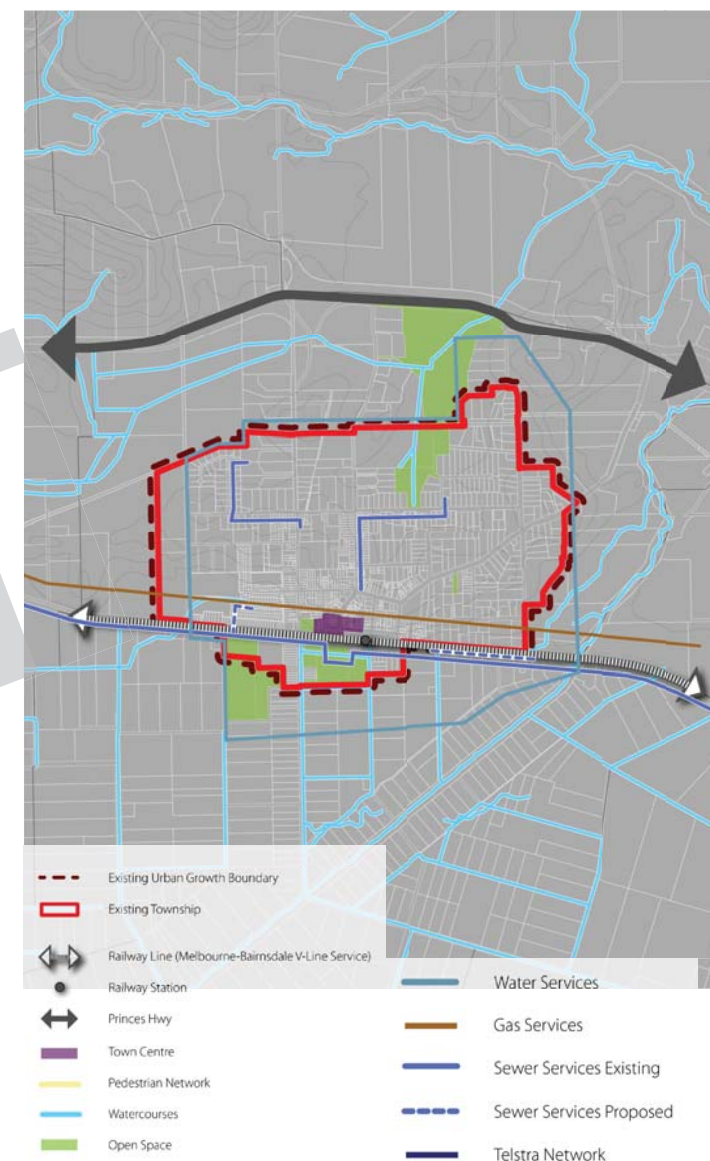 Existing Urban Growth Boundary
Existing Township
Railway Line (Melbourne-Bairnsdale V-Line Service)
Railway Station
Princes Hwy
Town Centre
Pedestrian Network
Watercourses
Open Space
Water Services
Gas Services
Sewer Services Existing
Sewer Services Proposed
Telstra Network